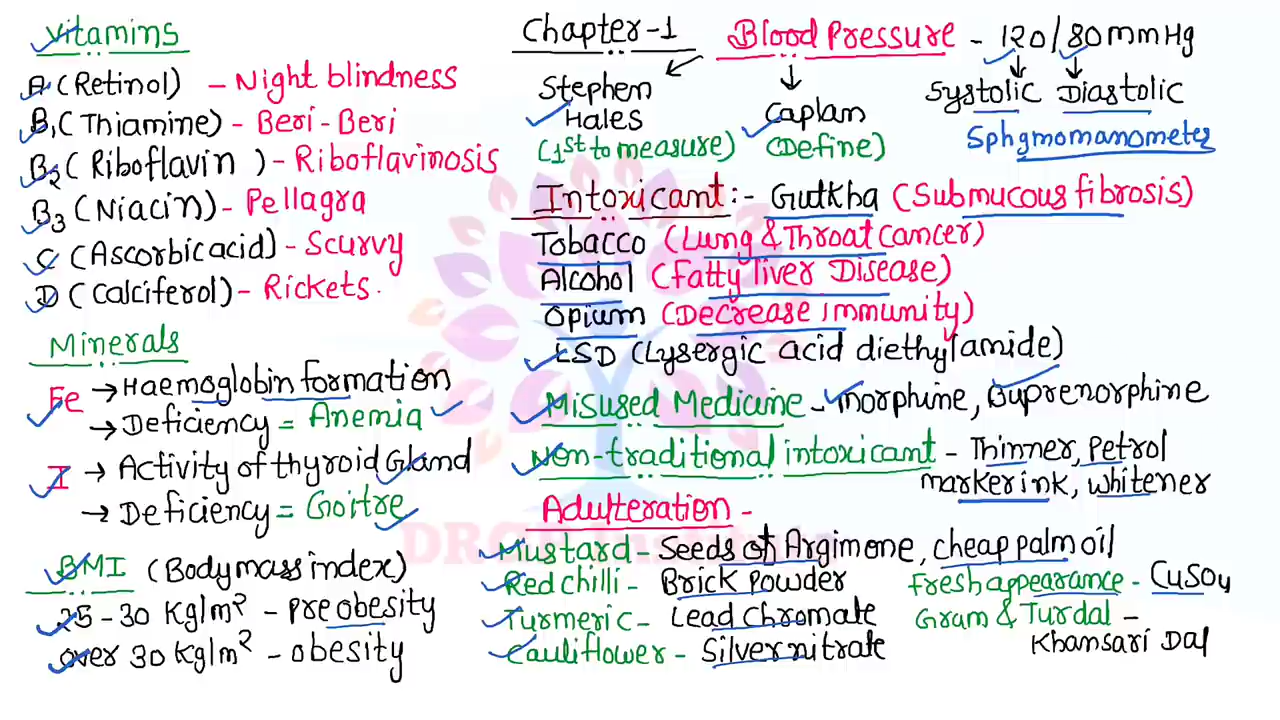 Vitamins
A (Retinol) - Night blindness
B1 (Thiamine) - Beri-Beri
B2 (Riboflavin) - Riboflavinosis
B3 (Niacin) - Pellagra
C (Ascorbic acid) - Scurvy
D (Calciferol) - Rickets.
Minerals
Fe → Haemoglobin formation
→ Deficiency = Anemia
I → Activity of thyroid Gland
→ Deficiency = Goitre
BMI (Body mass index)
25-30 Kg/m² - pre obesity
over 30 Kg/m² - obesity
Chapter-1
Blood Pressure - 120/80 mmHg
Stephen Hales
(1st to measure)
Caplan
(Define)
Systolic Diastolic
Sphgmomanometer
Intoxicant:- Gutkha (Submucous fibrosis)
Tobacco (Lung & Throat Cancer)
Alcohol (Fatty liver Disease)
Opium (Decrease immunity)
LSD (Lysergic acid diethylamide)
Misused Medicine - morphine, Buprenorphine
Non-traditional intoxicant - Thinner, Petrol
marker ink, whitener
Adulteration -
Mustard - Seeds of Argimone, cheap palm oil
Red chilli - Brick powder
Turmeric - Lead chromate
Cauliflower - Silver nitrate
Fresh appearance - CuSO4
Gram & Turdal -
Khansari Dal